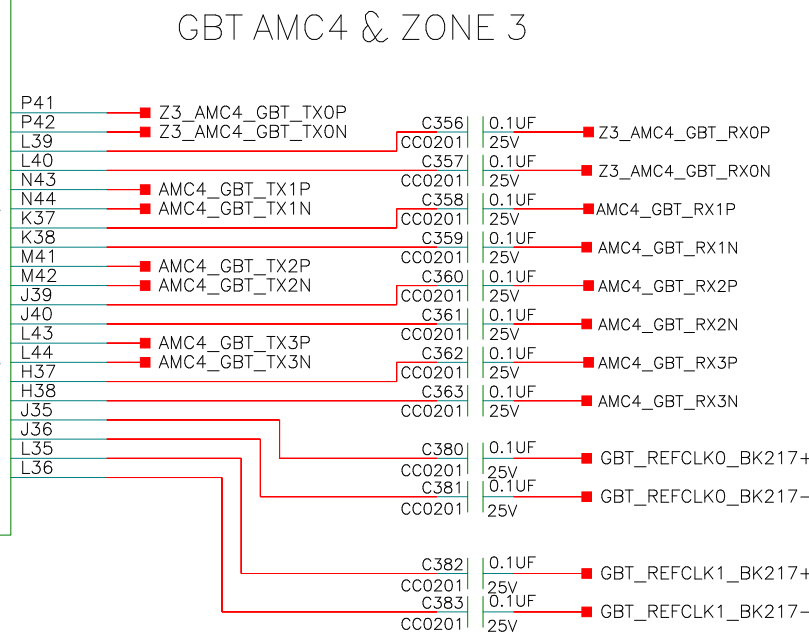 GBT AMC4 & ZONE 3
P41
Z3_AMC4_GBT_TX0P
P42
Z3_AMC4_GBT_TX0N
C356 0.1UF
Z3_AMC4_GBT_RX0P
L39
CC0201 25V
L40
C357 0.1UF
Z3_AMC4_GBT_RX0N
N43
CC0201 25V
AMC4_GBT_TX1P
N44
AMC4_GBT_TX1N
C358 0.1UF
AMC4_GBT_RX1P
K37
CC0201 25V
K38
C359 0.1UF
AMC4_GBT_RX1N
M41
CC0201 25V
AMC4_GBT_TX2P
M42
AMC4_GBT_TX2N
C360 0.1UF
AMC4_GBT_RX2P
J39
CC0201 25V
J40
C361 0.1UF
AMC4_GBT_RX2N
L43
CC0201 25V
AMC4_GBT_TX3P
L44
AMC4_GBT_TX3N
C362 0.1UF
AMC4_GBT_RX3P
H37
CC0201 25V
H38
C363 0.1UF
AMC4_GBT_RX3N
J35
CC0201 25V
J36
L35
C380 0.1UF
GBT_REFCLK0_BK217+
L36
CC0201 25V
C381 0.1UF
GBT_REFCLK0_BK217-
CC0201 25V
C382 0.1UF
GBT_REFCLK1_BK217+
CC0201 25V
C383 0.1UF
GBT_REFCLK1_BK217-
CC0201 25V